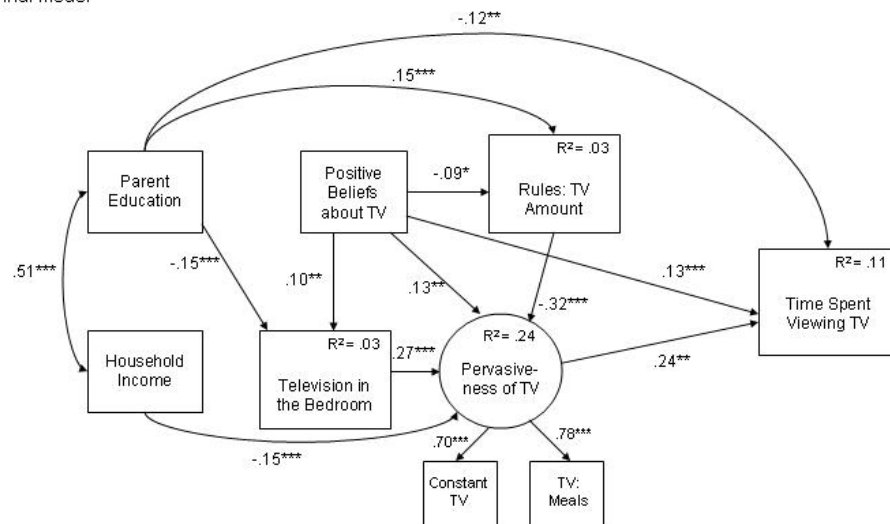 -.12**
.15***
Parent
Education
Positive
Beliefs
about TV
-.09*
R²= .03
Rules: TV
Amount
.51***
-.15***
.10**
.13**
-.32***
.13***
R²= .11
Time Spent
Viewing TV
Household
Income
R²= .03
Television in
the Bedroom
.27***
R²= .24
Pervasive-
ness of TV
.24**
-.15***
.70***
.78***
Constant
TV
TV:
Meals